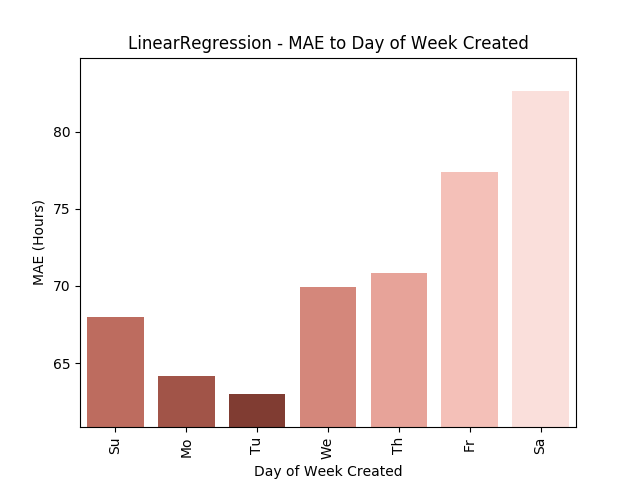 LinearRegression - MAE to Day of Week Created
MAE (Hours)
80
75
70
65
Su
Mo
Tu
We
Th
Fr
Sa
Day of Week Created